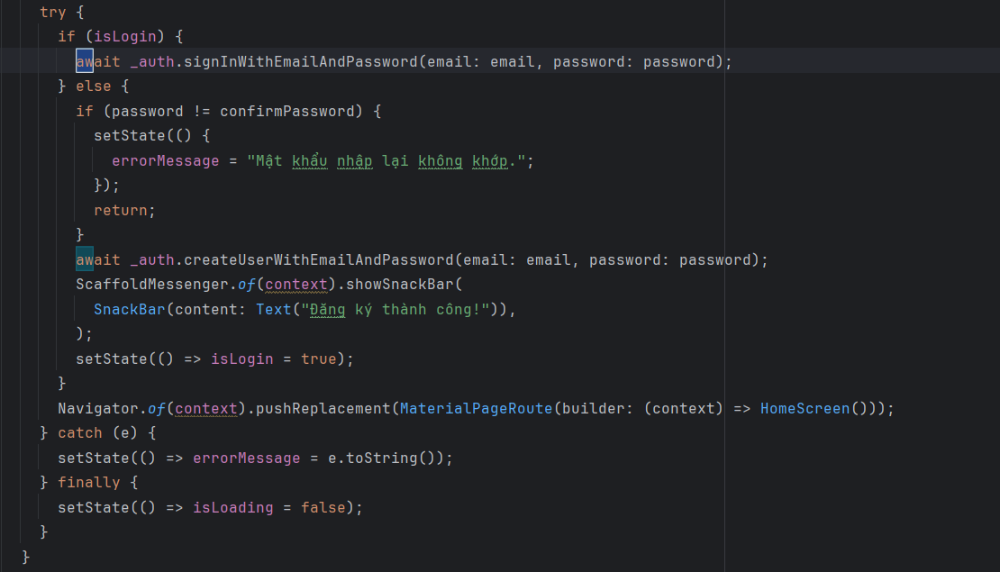 try {
if (isLogin) {
await _auth.signInWithEmailAndPassword(email: email, password: password);
} else {
if (password != confirmPassword) {
setState(() {
errorMessage = "Mật khẩu nhập lại không khớp.";
});
return;
}
await _auth.createUserWithEmailAndPassword(email: email, password: password);
ScaffoldMessenger.of(context).showSnackBar(
SnackBar(content: Text("Đăng ký thành công!")),
);
setState(() => isLogin = true);
}
Navigator.of(context).pushReplacement(MaterialPageRoute(builder: (context) => HomeScreen()));
} catch (e) {
setState(() => errorMessage = e.toString());
} finally {
setState(() => isLoading = false);
}
}